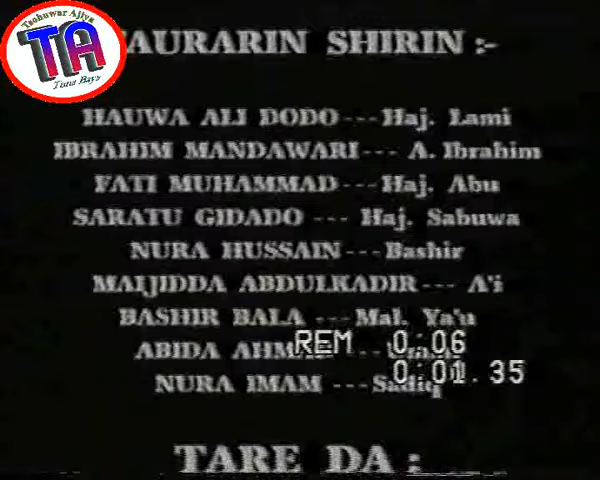 Tashuwar Ajiya
TA
Tuna Baya
TAURARIN SHIRIN :-
HAUWA ALI DODO --- Haj. Lami
IBRAHIM MANDAWARI --- A. Ibrahim
FATI MUHAMMAD --- Haj. Abu
SARATU GIDADO --- Haj. Sabuwa
NURA HUSSAIN --- Bashir
MAIJIDDA ABDULKADIR --- A'i
BASHIR BALA --- Mal. Ya'u
ABIDA
REM 0:06
0:01.35
NURA IMAM --- Sadiq
TARE DA :